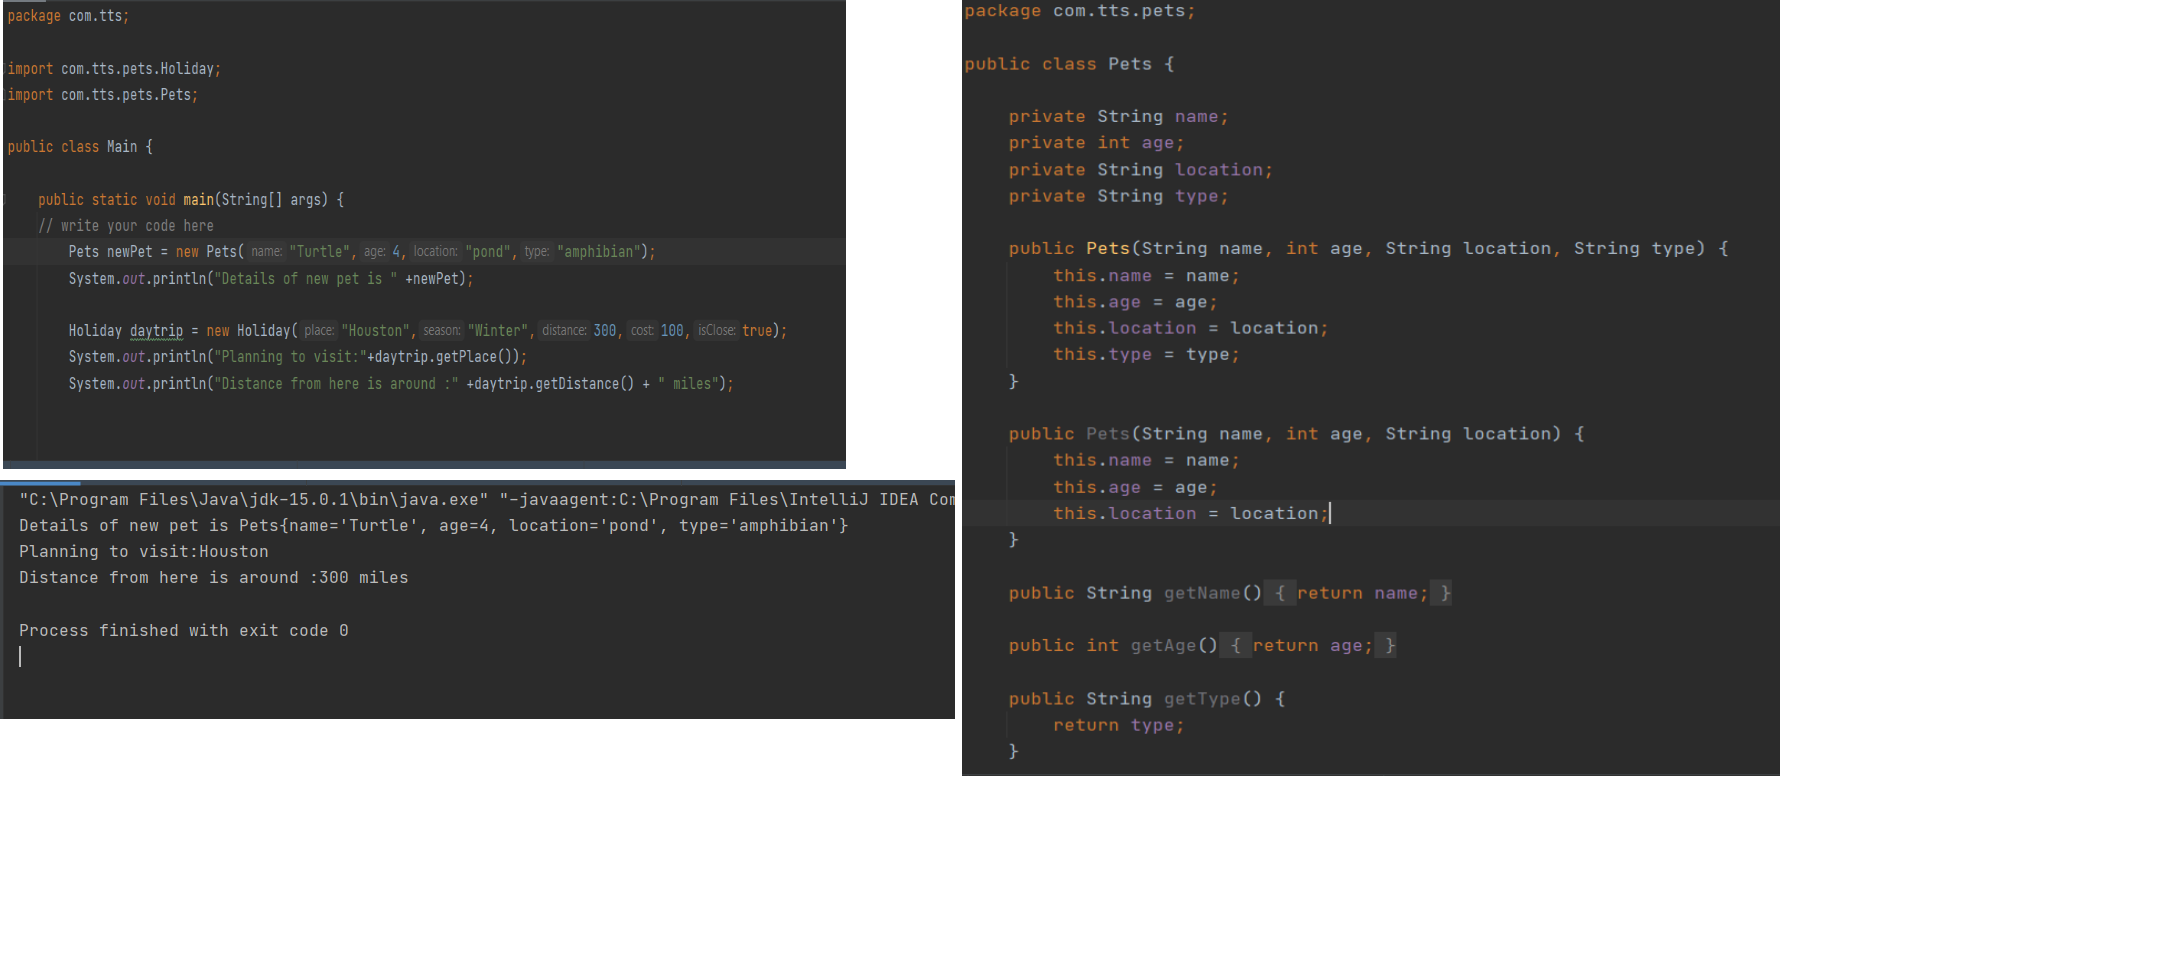 package com.tts;
import com.tts.pets.Holiday;
import com.tts.pets.Pets;
public class Main {
public static void main(String[] args) {
// write your code here
Pets newPet = new Pets( name: "Turtle", age: 4, location: "pond", type: "amphibian");
System.out.println("Details of new pet is " +newPet);
Holiday daytrip = new Holiday( place: "Houston", season: "Winter", distance: 300, cost: 100, isClose: true);
System.out.println("Planning to visit:"+daytrip.getPlace());
System.out.println("Distance from here is around :" +daytrip.getDistance() + " miles");
"C:\Program Files\Java\jdk-15.0.1\bin\java.exe" "-javaagent:C:\Program Files\IntelliJ IDEA Com
Details of new pet is Pets{name='Turtle', age=4, location='pond', type='amphibian'}
Planning to visit:Houston
Distance from here is around :300 miles
Process finished with exit code 0
package com.tts.pets;
public class Pets {
private String name;
private int age;
private String location;
private String type;
public Pets(String name, int age, String location, String type) {
this.name = name;
this.age = age;
this.location = location;
this.type = type;
}
public Pets(String name, int age, String location) {
this.name = name;
this.age = age;
this.location = location;
}
public String getName() { return name; }
public int getAge() { return age; }
public String getType() {
return type;
}